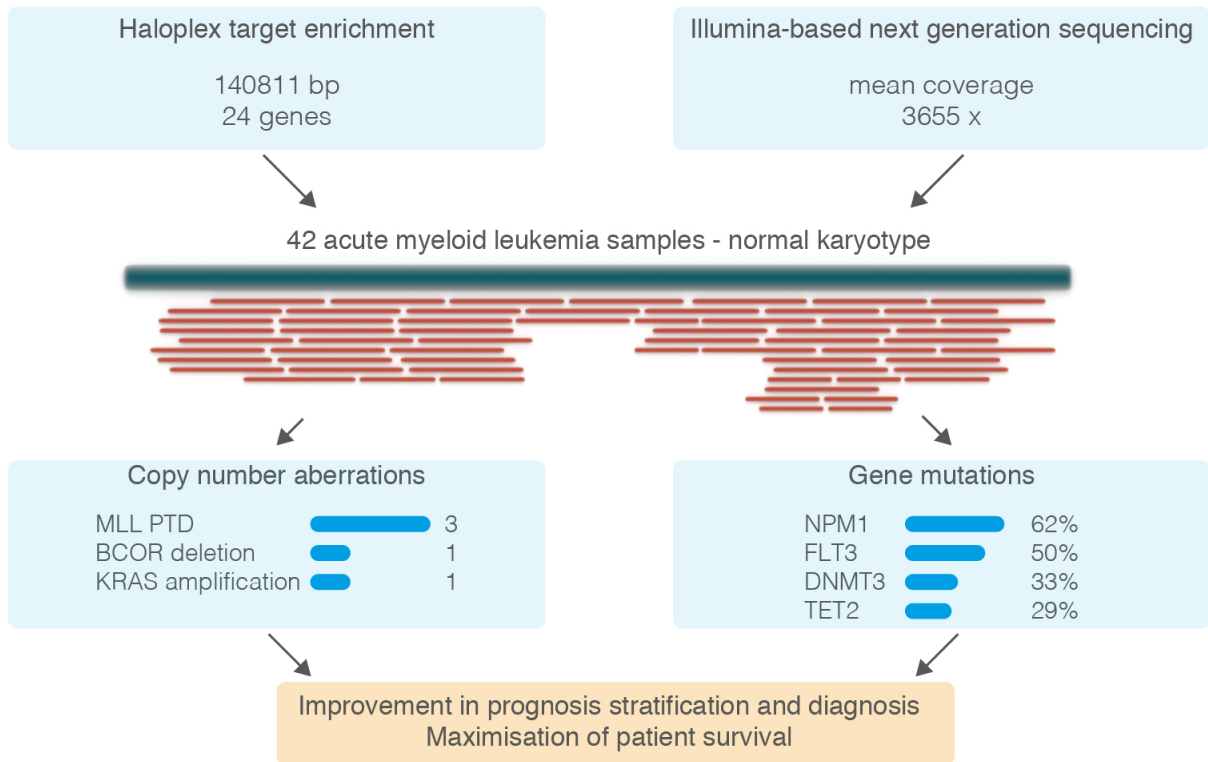 Haloplex target enrichment
140811 bp
24 genes
Illumina-based next generation sequencing
mean coverage
3655 x
42 acute myeloid leukemia samples - normal karyotype
Copy number aberrations
MLL PTD 3
BCOR deletion 1
KRAS amplification 1
Gene mutations
NPM1 62%
FLT3 50%
DNMT3 33%
TET2 29%
Improvement in prognosis stratification and diagnosis
Maximisation of patient survival